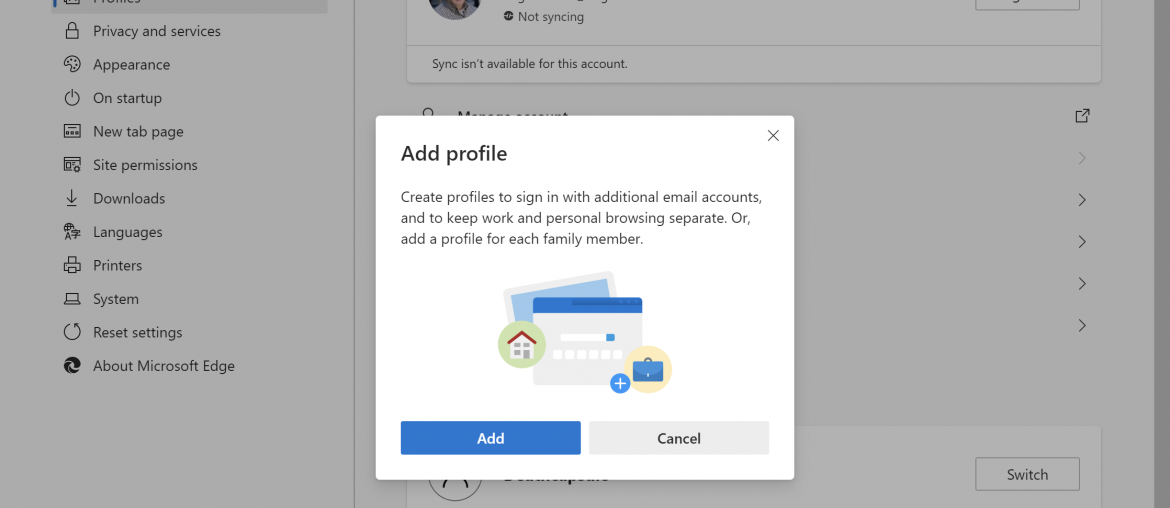 Profiles
Privacy and services
Appearance
On startup
New tab page
Site permissions
Downloads
Languages
Printers
System
Reset settings
About Microsoft Edge
Not syncing
Sync isn't available for this account.
Manage account
Add profile
Create profiles to sign in with additional email accounts,
and to keep work and personal browsing separate. Or,
add a profile for each family member.
Add
Cancel
Switch